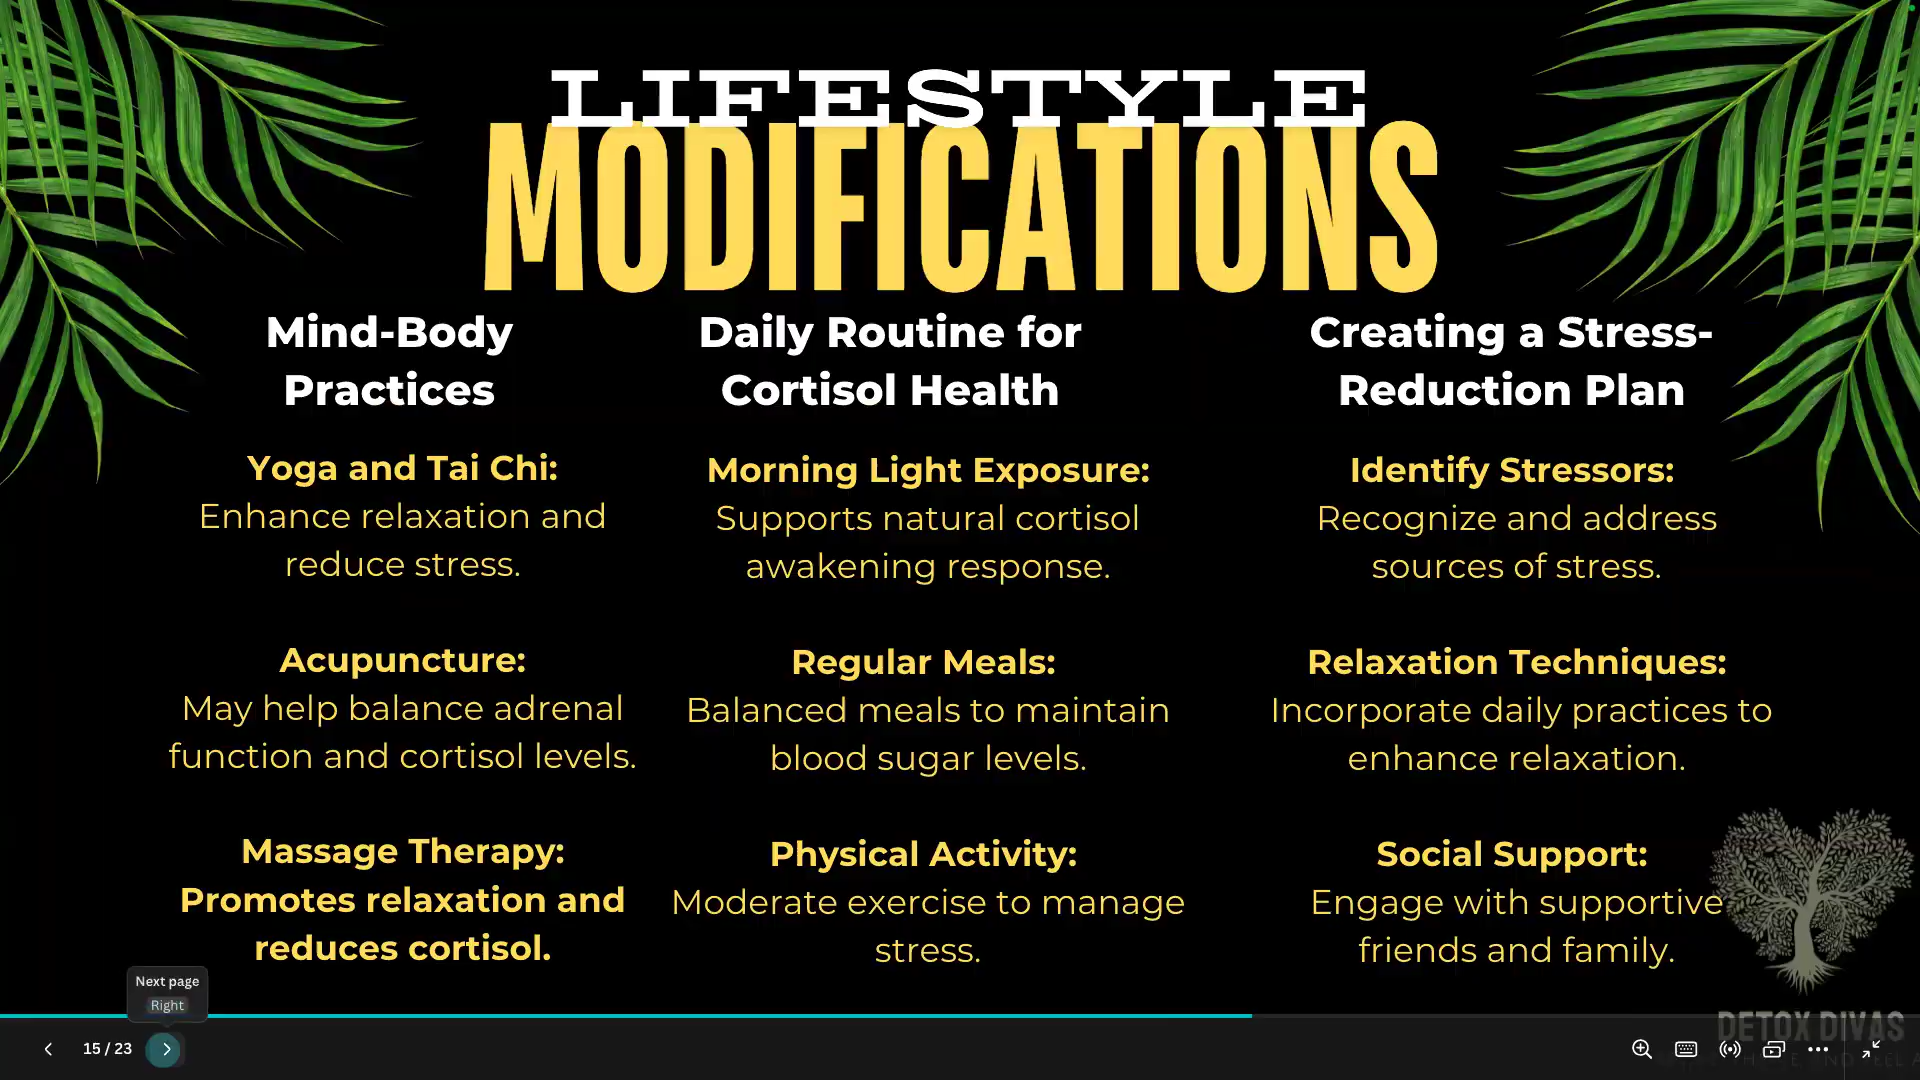 LIFESTYLE
MODIFICATIONS
Mind-Body
Practices
Yoga and Tai Chi:
Enhance relaxation and
reduce stress.
Acupuncture:
May help balance adrenal
function and cortisol levels.
Massage Therapy:
Promotes relaxation and
reduces cortisol.
Daily Routine for
Cortisol Health
Morning Light Exposure:
Supports natural cortisol
awakening response.
Regular Meals:
Balanced meals to maintain
blood sugar levels.
Physical Activity:
Moderate exercise to manage
stress.
Creating a Stress-
Reduction Plan
Identify Stressors:
Recognize and address
sources of stress.
Relaxation Techniques:
Incorporate daily practices to
enhance relaxation.
Social Support:
Engage with supportive
friends and family.
Next page
Right
15 / 23
DETOX DIVAS